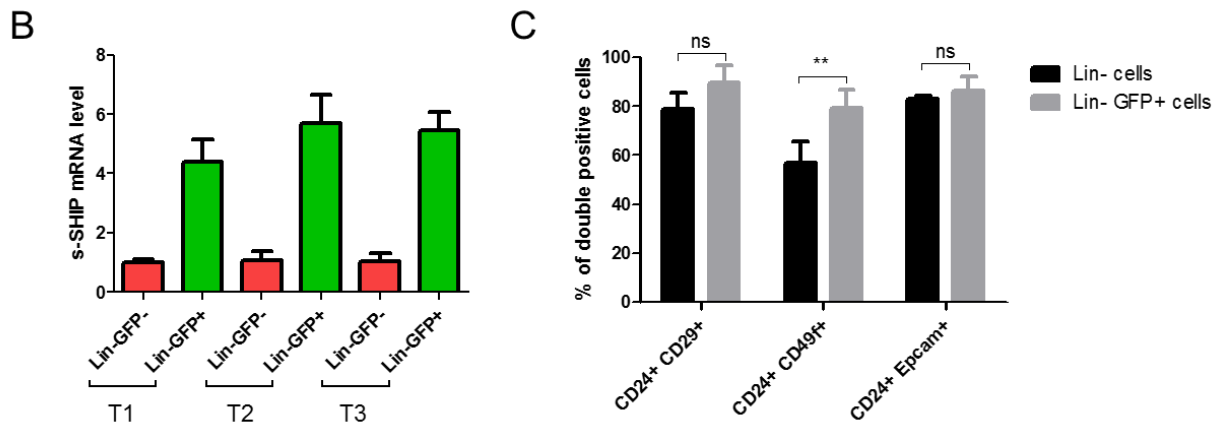 B
s-SHIP mRNA level
8
6
4
2
0
Lin-GFP-
Lin-GFP+
Lin-GFP-
Lin-GFP+
Lin-GFP-
Lin-GFP+
T1
T2
T3
C
% of double positive cells
100
80
60
40
20
0
ns
**
ns
CD24+ CD29+
CD24+ CD49f+
CD24+ Epcam+
Lin- cells
Lin- GFP+ cells